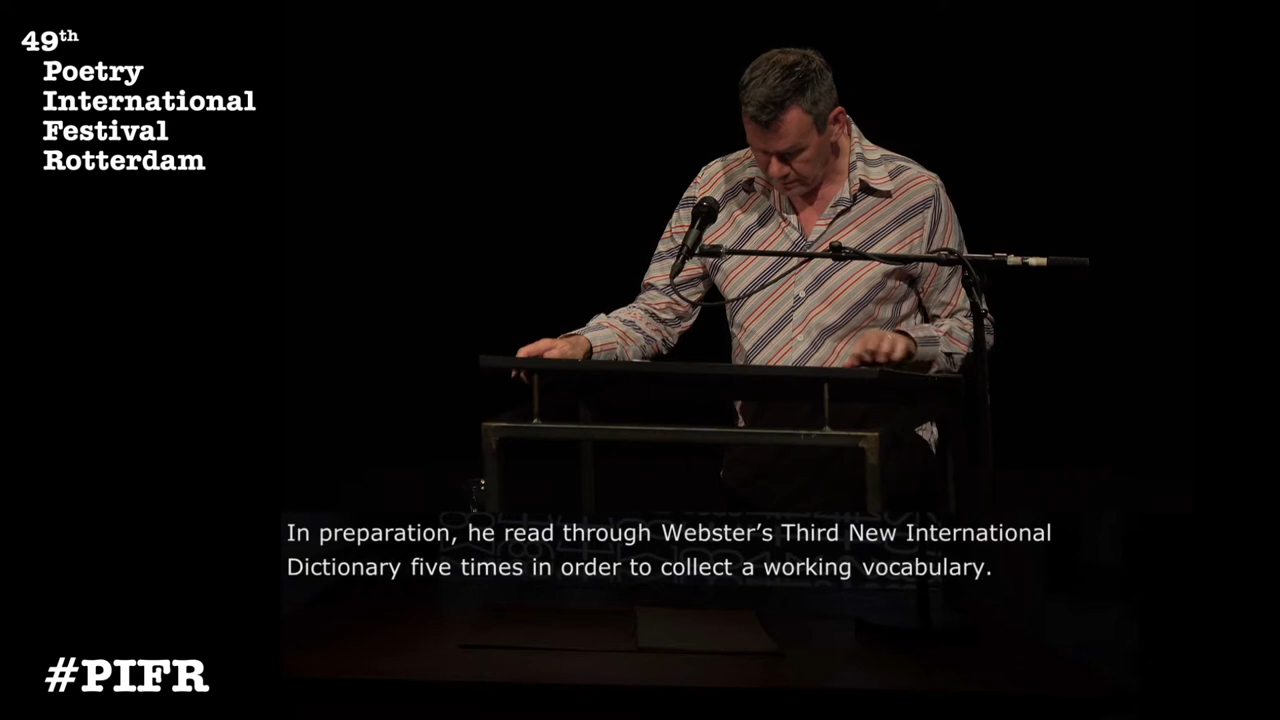 49th
Poetry
International
Festival
Rotterdam
In preparation, he read through Webster’s Third New International
Dictionary five times in order to collect a working vocabulary.
#PIFR